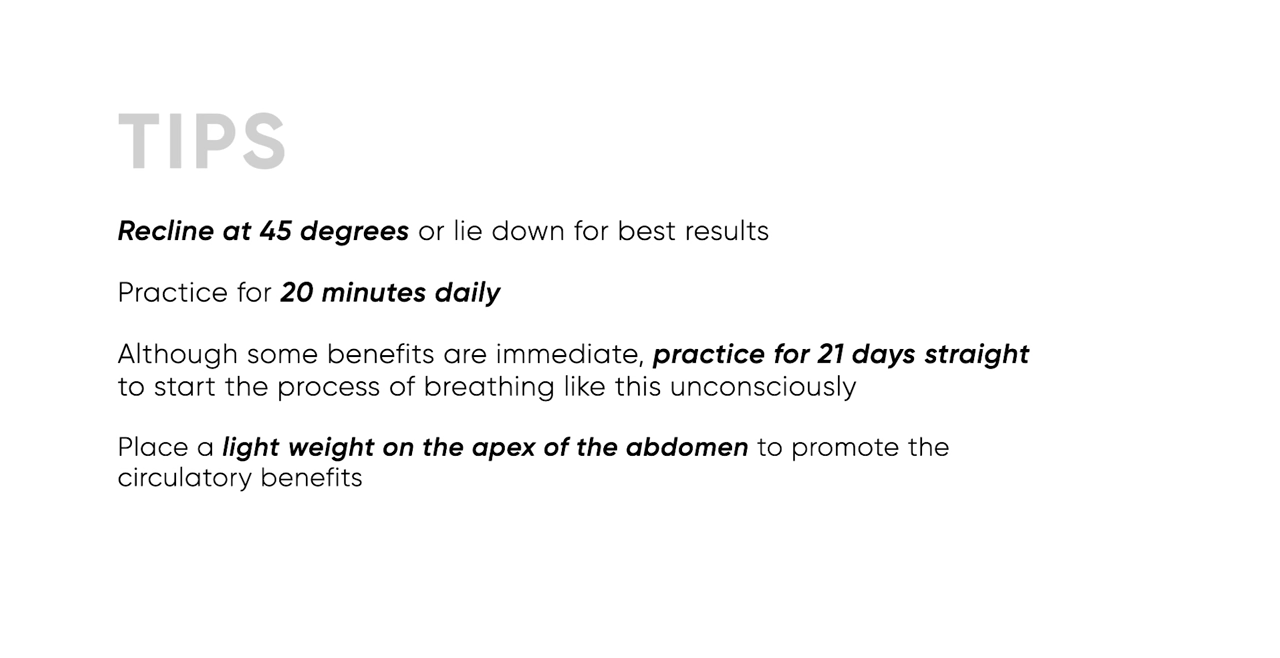 TIPS
Recline at 45 degrees or lie down for best results
Practice for 20 minutes daily
Although some benefits are immediate, practice for 21 days straight
to start the process of breathing like this unconsciously
Place a light weight on the apex of the abdomen to promote the
circulatory benefits